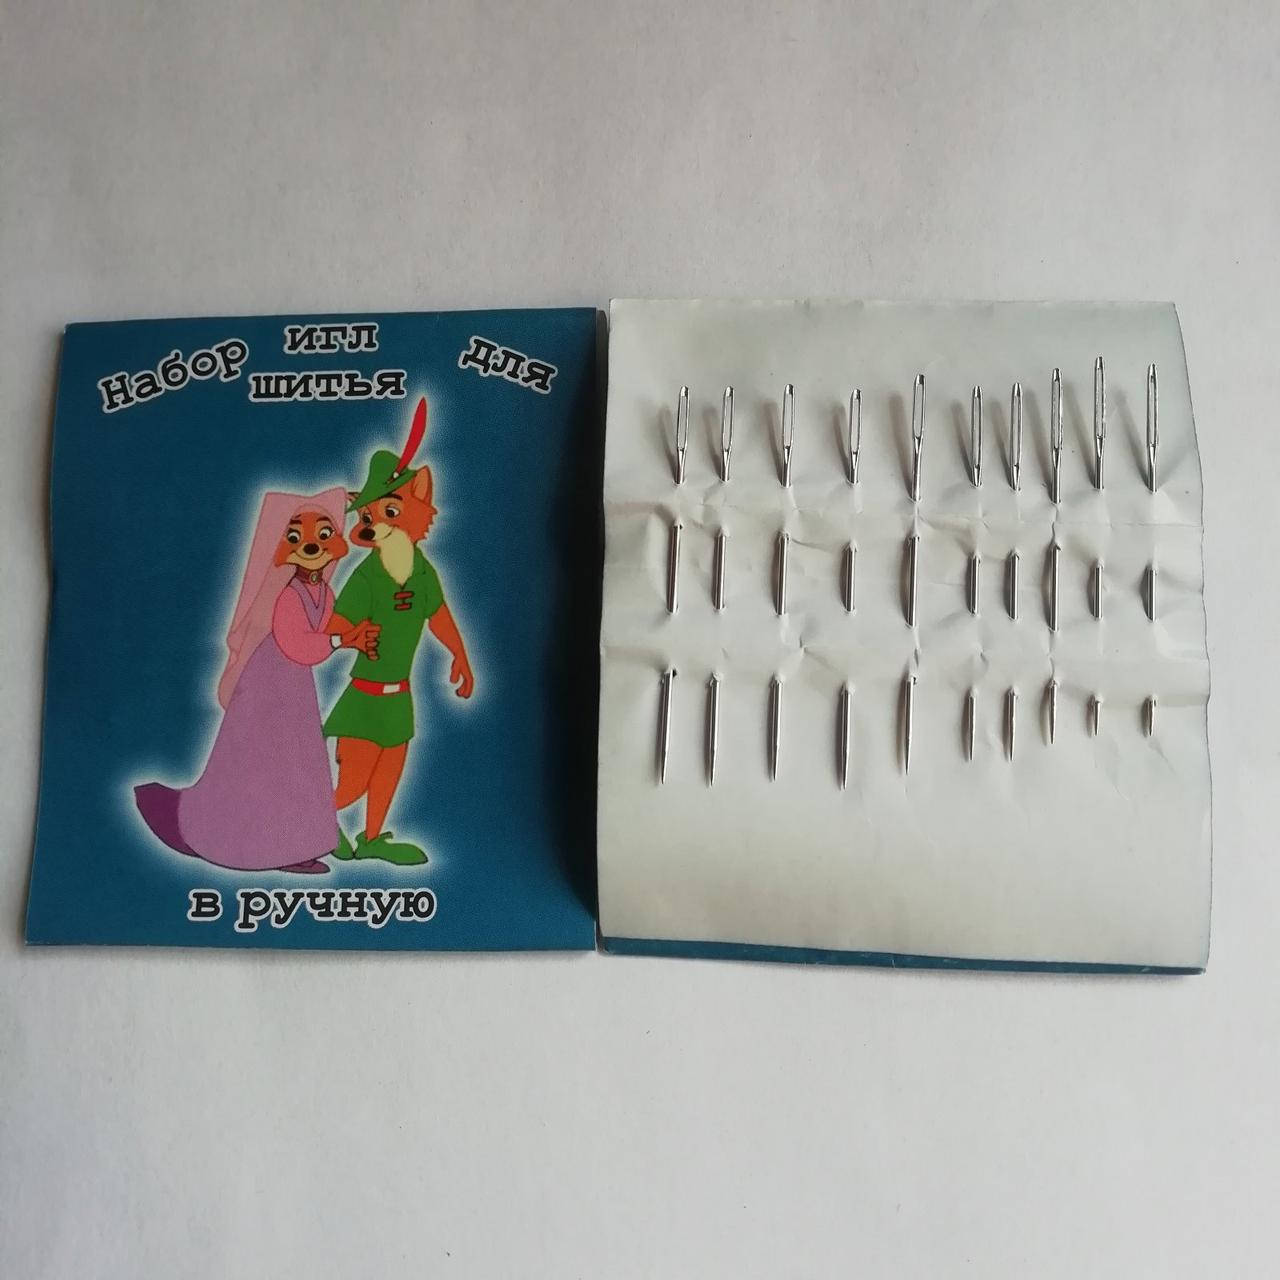 Набор игл для
шитья
в ручную